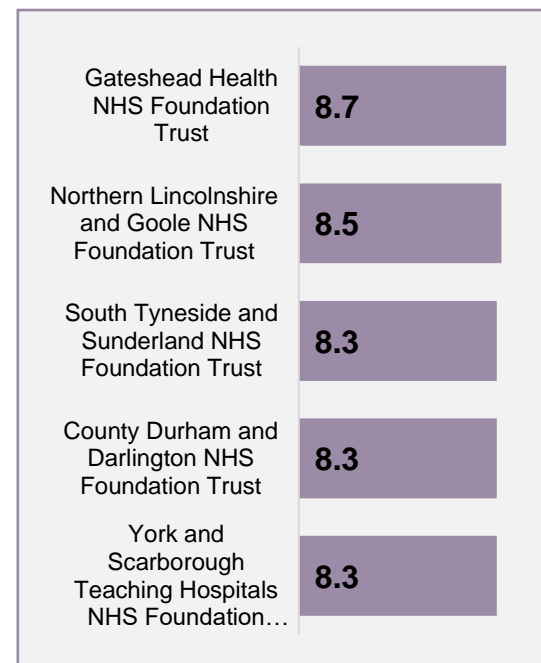 Gateshead Health
NHS Foundation
Trust
8.7
Northern Lincolnshire
and Goole NHS
Foundation Trust
8.5
South Tyneside and
Sunderland NHS
Foundation Trust
8.3
County Durham and
Darlington NHS
Foundation Trust
8.3
York and
Scarborough
Teaching Hospitals
NHS Foundation…
8.3